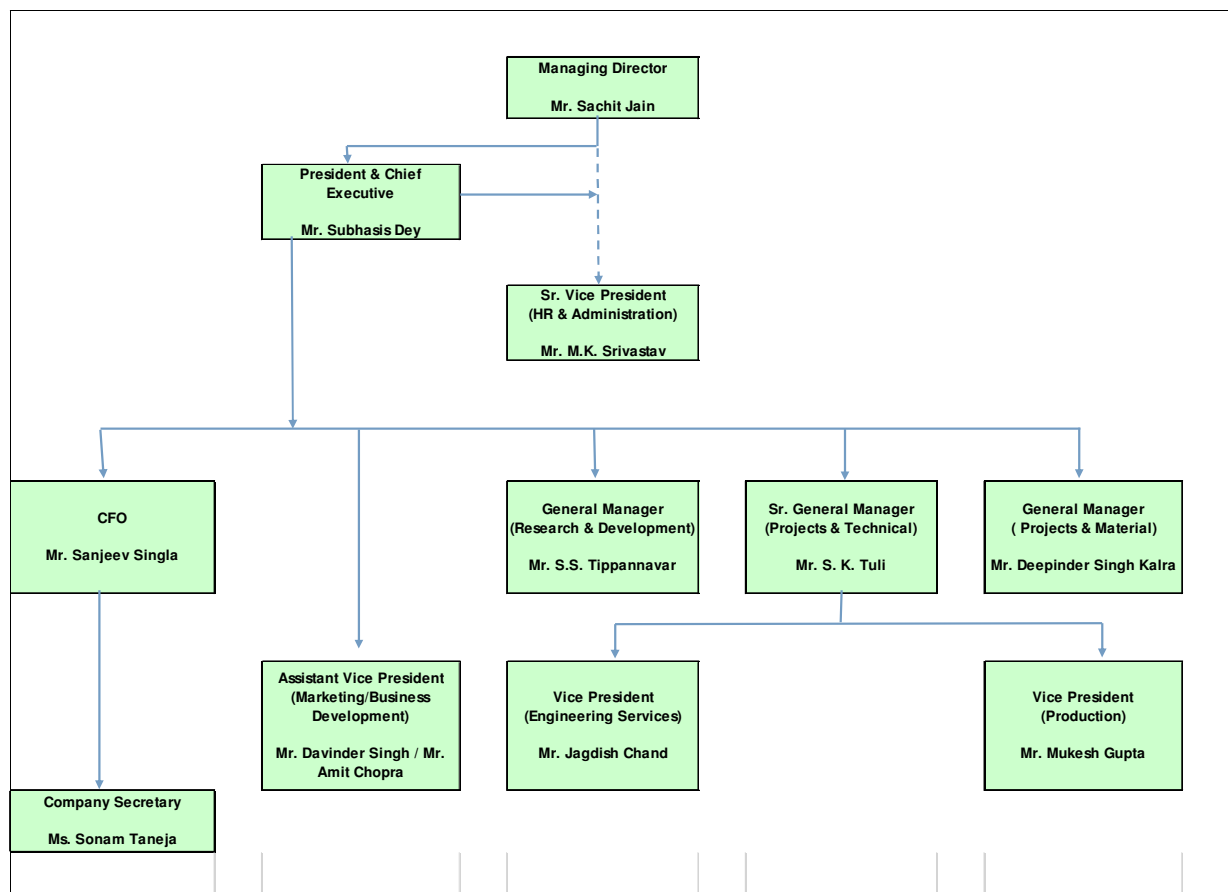 Managing Director
Mr. Sachit Jain
President & Chief
Executive
Mr. Subhasis Dey
Sr. Vice President
(HR & Administration)
Mr. M.K. Srivastav
CFO
Mr. Sanjeev Singla
General Manager
(Research & Development)
Mr. S.S. Tippannavar
Sr. General Manager
(Projects & Technical)
Mr. S. K. Tuli
General Manager
( Projects & Material)
Mr. Deepinder Singh Kalra
Assistant Vice President
(Marketing/Business
Development)
Mr. Davinder Singh / Mr.
Amit Chopra
Vice President
(Engineering Services)
Mr. Jagdish Chand
Vice President
(Production)
Mr. Mukesh Gupta
Company Secretary
Ms. Sonam Taneja